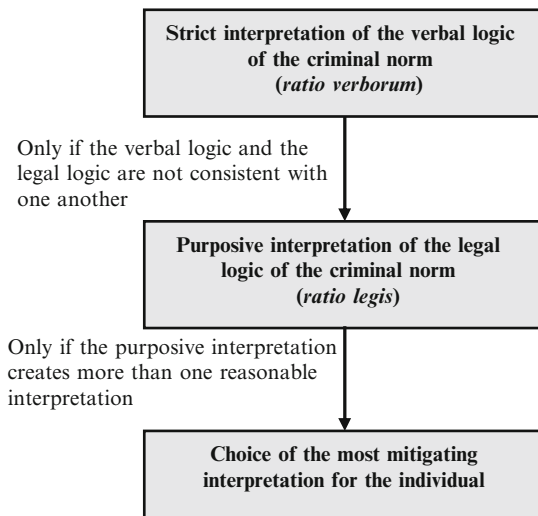 Strict interpretation of the verbal logic
of the criminal norm
(ratio verborum)
Only if the verbal logic and the
legal logic are not consistent with
one another
Purposive interpretation of the legal
logic of the criminal norm
(ratio legis)
Only if the purposive interpretation
creates more than one reasonable
interpretation
Choice of the most mitigating
interpretation for the individual